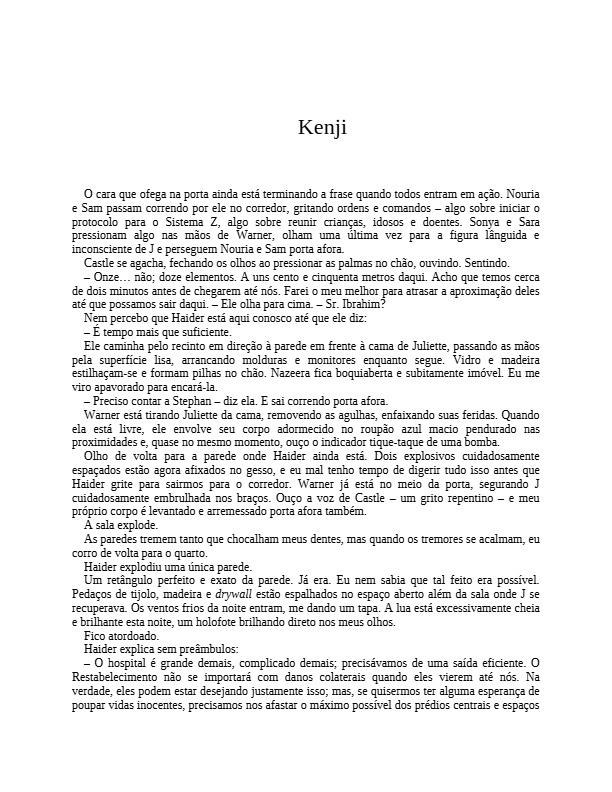 Kenji
O cara que ofega na porta ainda está terminando a frase quando todos entram em ação. Nouria
e Sam passam correndo por ele no corredor, gritando ordens e comandos – algo sobre iniciar o
protocolo para o Sistema Z, algo sobre reunir crianças, idosos e doentes. Sonya e Sara
pressionam algo nas mãos de Warner, olham uma última vez para a figura lânguida e
inconsciente de J e perseguem Nouria e Sam porta afora.
Castle se agacha, fechando os olhos ao pressionar as palmas no chão, ouvindo. Sentindo.
– Onze… não; doze elementos. A uns cento e cinquenta metros daqui. Acho que temos cerca
de dois minutos antes de chegarem até nós. Farei o meu melhor para atrasar a aproximação deles
até que possamos sair daqui. – Ele olha para cima. – Sr. Ibrahim?
Nem percebo que Haider está aqui conosco até que ele diz:
– É tempo mais que suficiente.
Ele caminha pelo recinto em direção à parede em frente à cama de Juliette, passando as mãos
pela superfície lisa, arrancando molduras e monitores enquanto segue. Vidro e madeira
estilhaçam-se e formam pilhas no chão. Nazeera fica boquiaberta e subitamente imóvel. Eu me
viro apavorado para encará-la.
– Preciso contar a Stephan – diz ela. E sai correndo porta afora.
Warner está tirando Juliette da cama, removendo as agulhas, enfaixando suas feridas. Quando
ela está livre, ele envolve seu corpo adormecido no roupão azul macio pendurado nas
proximidades e, quase no mesmo momento, ouço o indicador tique-taque de uma bomba.
Olho de volta para a parede onde Haider ainda está. Dois explosivos cuidadosamente
espaçados estão agora afixados no gesso, e eu mal tenho tempo de digerir tudo isso antes que
Haider grite para sairmos para o corredor. Warner já está no meio da porta, segurando J
cuidadosamente embrulhada nos braços. Ouço a voz de Castle – um grito repentino – e meu
próprio corpo é levantado e arremessado porta afora também.
A sala explode.
As paredes tremem tanto que chocalham meus dentes, mas quando os tremores se acalmam, eu
corro de volta para o quarto.
Haider explodiu uma única parede.
Um retângulo perfeito e exato da parede. Já era. Eu nem sabia que tal feito era possível.
Pedaços de tijolo, madeira e drywall estão espalhados no espaço aberto além da sala onde J se
recuperava. Os ventos frios da noite entram, me dando um tapa. A lua está excessivamente cheia
e brilhante esta noite, um holofote brilhando direto nos meus olhos.
Fico atordoado.
Haider explica sem preâmbulos:
– O hospital é grande demais, complicado demais; precisávamos de uma saída eficiente. O
Restabelecimento não se importará com danos colaterais quando eles vierem até nós. Na
verdade, eles podem estar desejando justamente isso; mas, se quisermos ter alguma esperança de
poupar vidas inocentes, precisamos nos afastar o máximo possível dos prédios centrais e espaços